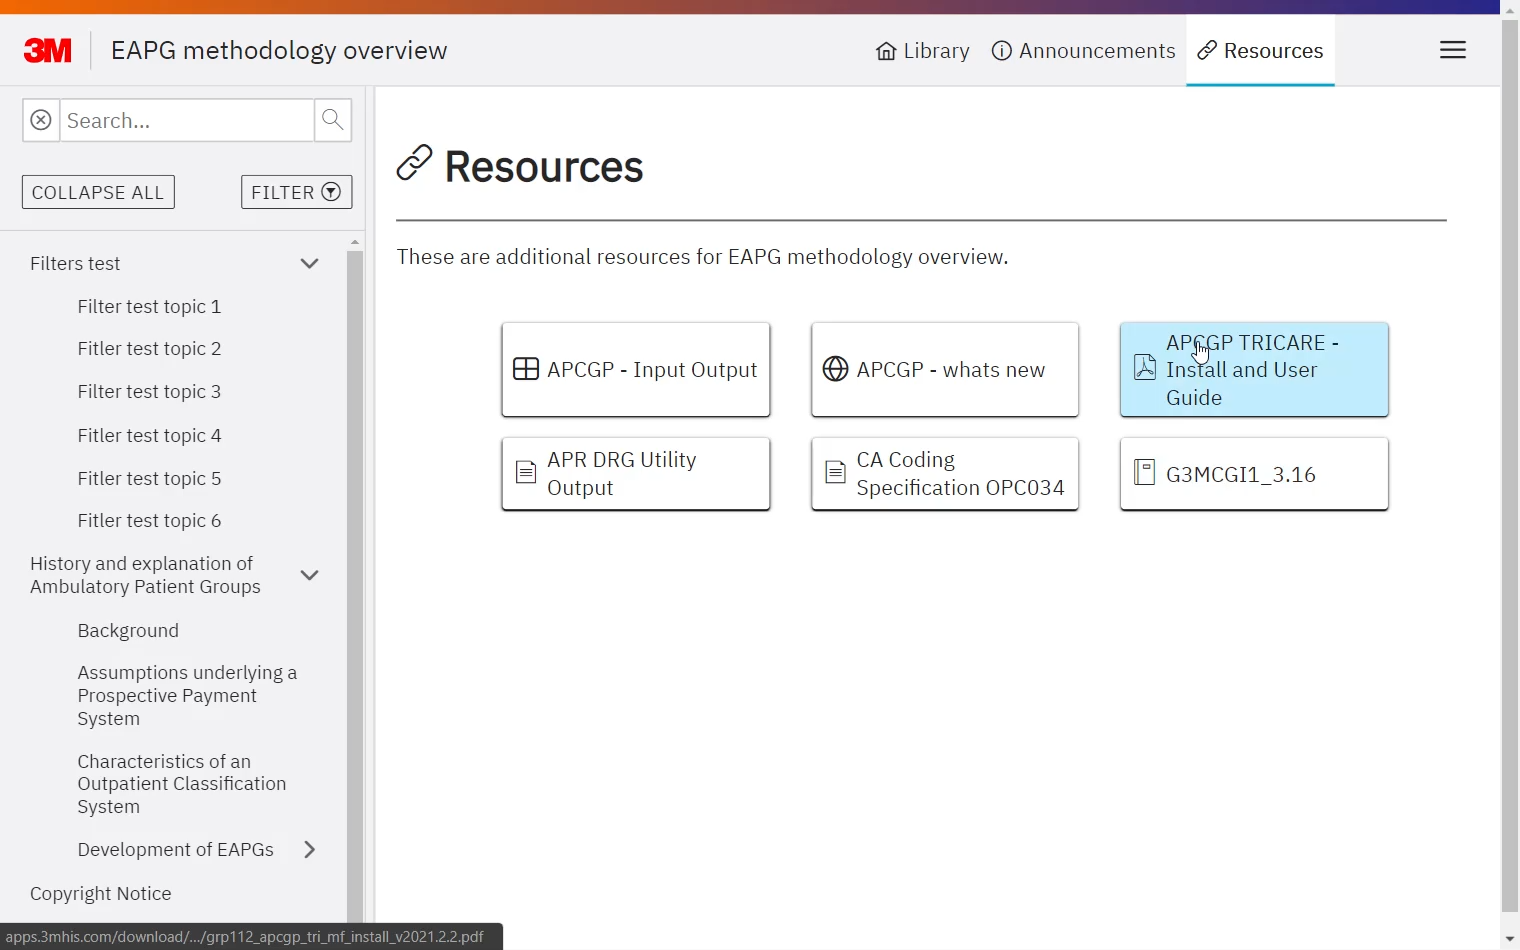 3M
EAPG methodology overview
Library
Announcements
Resources
Search...
COLLAPSE ALL
FILTER
Filters test
Filter test topic 1
Fitler test topic 2
Filter test topic 3
Fitler test topic 4
Fitler test topic 5
Fitler test topic 6
History and explanation of
Ambulatory Patient Groups
Background
Assumptions underlying a
Prospective Payment
System
Characteristics of an
Outpatient Classification
System
Development of EAPGs
Copyright Notice
Resources
These are additional resources for EAPG methodology overview.
APCGP - Input Output
APCGP - whats new
APCGP TRICARE -
Install and User
Guide
APR DRG Utility
Output
CA Coding
Specification OPC034
G3MCGI1_3.16
apps.3mhis.com/download/.../grp112_apcgp_tri_mf_install_v2021.2.2.pdf